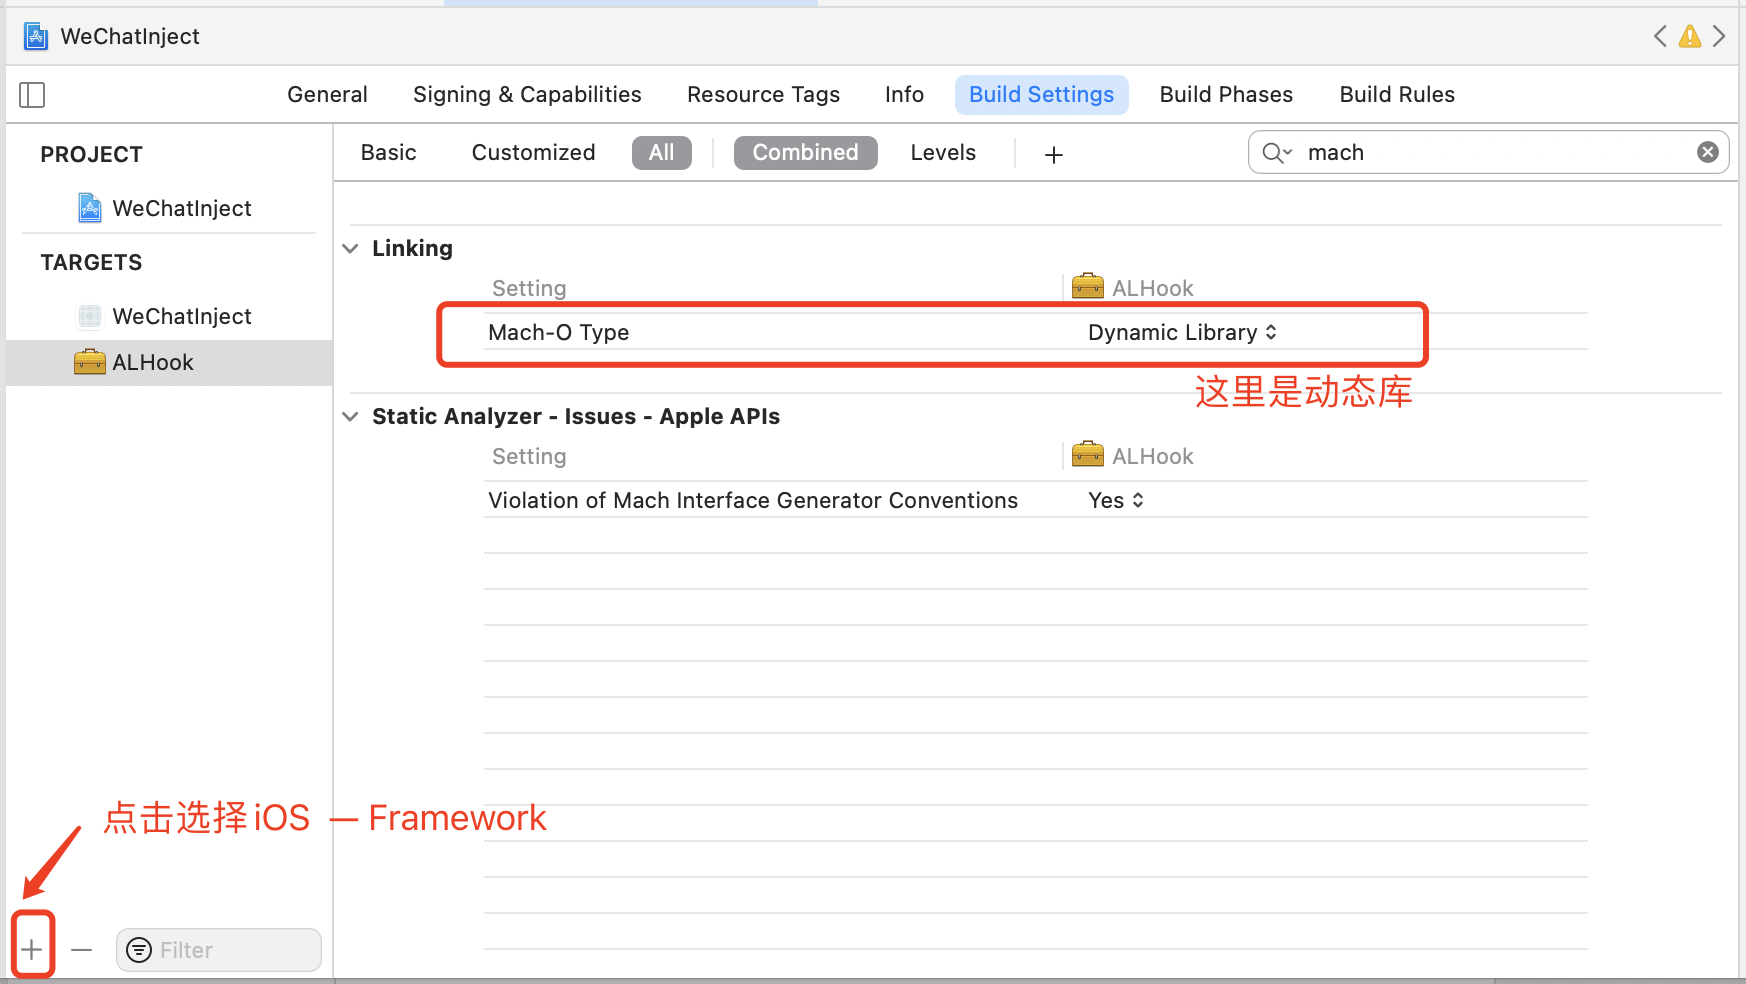 WeChatInject
General Signing & Capabilities Resource Tags Info Build Settings Build Phases Build Rules
PROJECT
WeChatInject
TARGETS
WeChatInject
ALHook
Basic Customized All Combined Levels + mach
Linking
Setting ALHook
Mach-O Type Dynamic Library
这里是动态库
Static Analyzer - Issues - Apple APIs
Setting ALHook
Violation of Mach Interface Generator Conventions Yes
点击选择iOS — Framework
+ — Filter